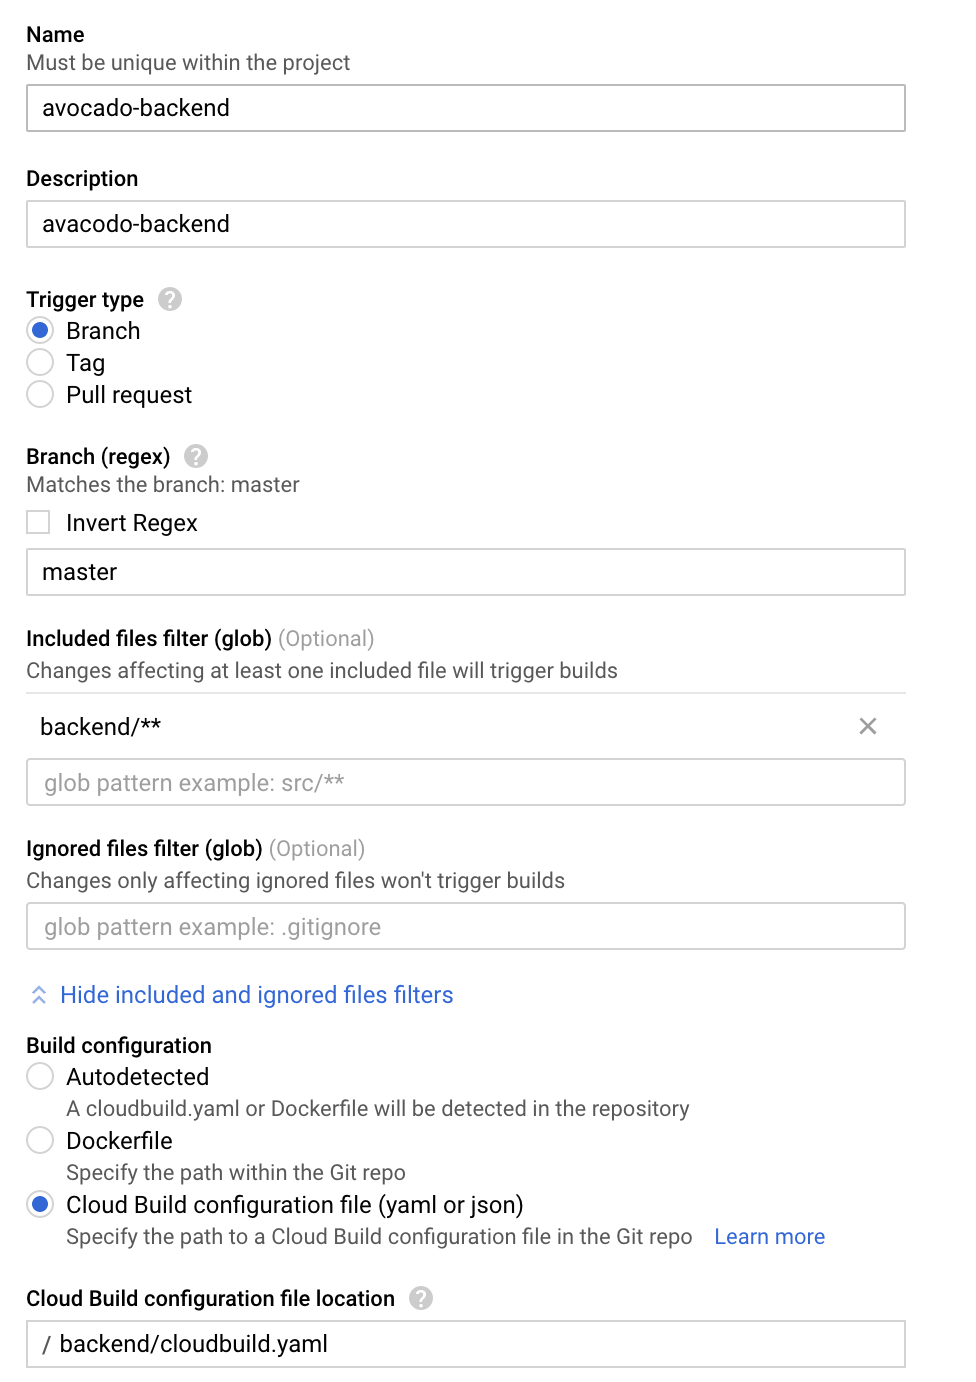 Name
Must be unique within the project
avocado-backend
Description
avacodo-backend
Trigger type ?
Branch
Tag
Pull request
Branch (regex) ?
Matches the branch: master
Invert Regex
master
Included files filter (glob) (Optional)
Changes affecting at least one included file will trigger builds
backend/**
glob pattern example: src/**
Ignored files filter (glob) (Optional)
Changes only affecting ignored files won't trigger builds
glob pattern example: .gitignore
Hide included and ignored files filters
Build configuration
Autodetected
A cloudbuild.yaml or Dockerfile will be detected in the repository
Dockerfile
Specify the path within the Git repo
Cloud Build configuration file (yaml or json)
Specify the path to a Cloud Build configuration file in the Git repo Learn more
Cloud Build configuration file location ?
/ backend/cloudbuild.yaml